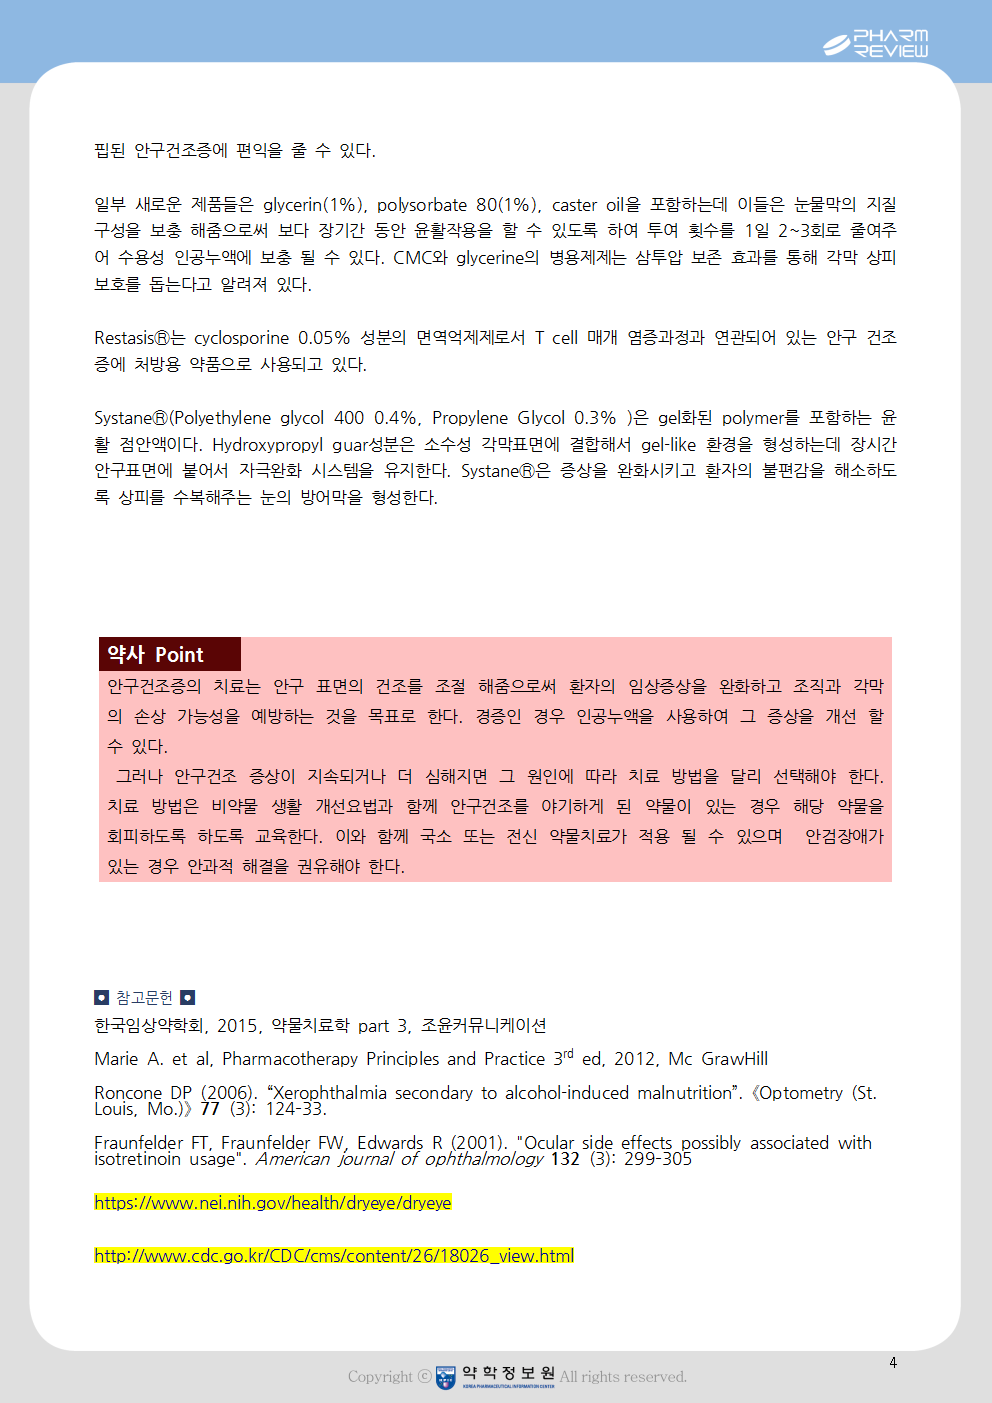 PHARM
REVIEW
핍된 안구건조증에 편익을 줄 수 있다.
일부 새로운 제품들은 glycerin(1%), polysorbate 80(1%), caster oil을 포함하는데 이들은 눈물막의 지질
구성을 보충 해줌으로써 보다 장기간 동안 윤활작용을 할 수 있도록 하여 투여 횟수를 1일 2~3회로 줄여주
어 수용성 인공누액에 보충 될 수 있다. CMC와 glycerine의 병용제제는 삼투압 보존 효과를 통해 각막 상피
보호를 돕는다고 알려져 있다.
Restasis®는 cyclosporine 0.05% 성분의 면역억제제로서 T cell 매개 염증과정과 연관되어 있는 안구 건조
증에 처방용 약품으로 사용되고 있다.
Systane®(Polyethylene glycol 400 0.4%, Propylene Glycol 0.3% )은 gel화된 polymer를 포함하는 윤
활 점안액이다. Hydroxypropyl guar성분은 소수성 각막표면에 결합해서 gel-like 환경을 형성하는데 장시간
안구표면에 붙어서 자극완화 시스템을 유지한다. Systane®은 증상을 완화시키고 환자의 불편감을 해소하도
록 상피를 수복해주는 눈의 방어막을 형성한다.
약사 Point
안구건조증의 치료는 안구 표면의 건조를 조절 해줌으로써 환자의 임상증상을 완화하고 조직과 각막
의 손상 가능성을 예방하는 것을 목표로 한다. 경증인 경우 인공누액을 사용하여 그 증상을 개선 할
수 있다.
그러나 안구건조 증상이 지속되거나 더 심해지면 그 원인에 따라 치료 방법을 달리 선택해야 한다.
치료 방법은 비약물 생활 개선요법과 함께 안구건조를 야기하게 된 약물이 있는 경우 해당 약물을
회피하도록 하도록 교육한다. 이와 함께 국소 또는 전신 약물치료가 적용 될 수 있으며 안검장애가
있는 경우 안과적 해결을 권유해야 한다.
◘ 참고문헌 ◘
한국임상약학회, 2015, 약물치료학 part 3, 조윤커뮤니케이션
Marie A. et al, Pharmacotherapy Principles and Practice 3rd ed, 2012, Mc GrawHill
Roncone DP (2006). “Xerophthalmia secondary to alcohol-induced malnutrition”. 《Optometry (St.
Louis, Mo.)》 77 (3): 124-33.
Fraunfelder FT, Fraunfelder FW, Edwards R (2001). "Ocular side effects possibly associated with
isotretinoin usage". American journal of ophthalmology 132 (3): 299-305
https://www.nei.nih.gov/health/dryeye/dryeye
http://www.cdc.go.kr/CDC/cms/content/26/18026_view.html
4
Copyright ⓒ 약학정보원 All rights reserved.
KOREA PHARMACEUTICAL INFORMATION CENTER